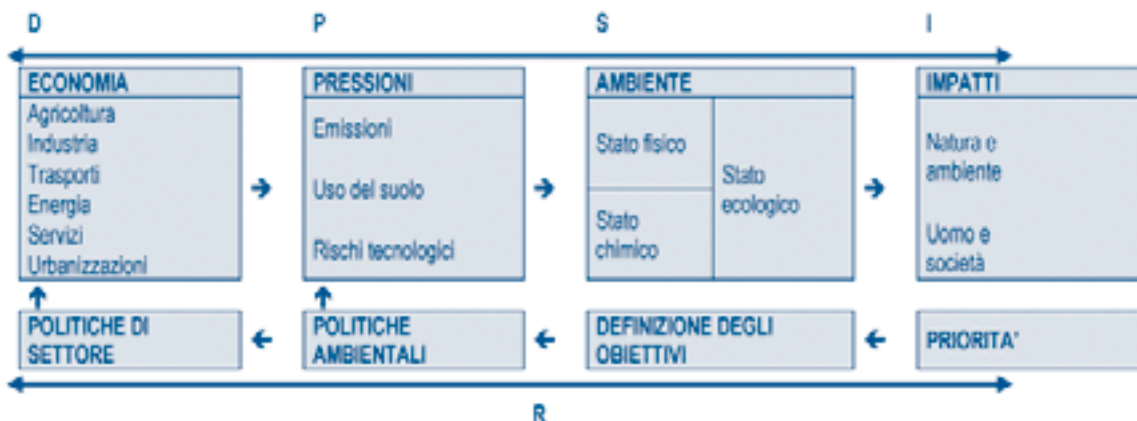 D P S I
ECONOMIA
Agricoltura
Industria
Trasporti
Energia
Servizi
Urbanizzazioni
PRESSIONI
Emissioni
Uso del suolo
Rischi tecnologici
AMBIENTE
Stato fisico
Stato
chimico
Stato
ecologico
IMPATTI
Natura e
ambiente
Uomo e
società
POLITICHE DI
SETTORE
POLITICHE
AMBIENTALI
DEFINIZIONE DEGLI
OBIETTIVI
PRIORITA'
R